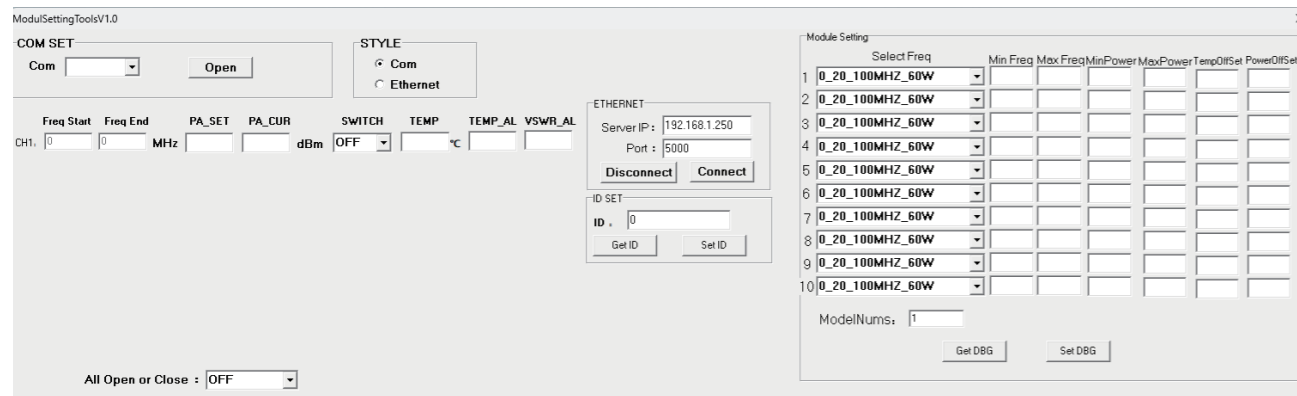 ModulSettingToolsV1.0
COM SET
Com
Open
STYLE
Com
Ethernet
Freq Start Freq End PA_SET PA_CUR SWITCH TEMP TEMP_AL VSWR_AL
CH1: 0 0 MHz dBm OFF ℃
ETHERNET
Server IP: 192.168.1.250
Port: 5000
Disconnect Connect
ID SET
ID: 0
Get ID Set ID
All Open or Close : OFF
Module Setting
Select Freq Min Freq Max Freq MinPower MaxPower TempOffSet PowerOffSet
1 0_20_100MHZ_60W
2 0_20_100MHZ_60W
3 0_20_100MHZ_60W
4 0_20_100MHZ_60W
5 0_20_100MHZ_60W
6 0_20_100MHZ_60W
7 0_20_100MHZ_60W
8 0_20_100MHZ_60W
9 0_20_100MHZ_60W
10 0_20_100MHZ_60W
ModelNums: 1
Get DBG Set DBG